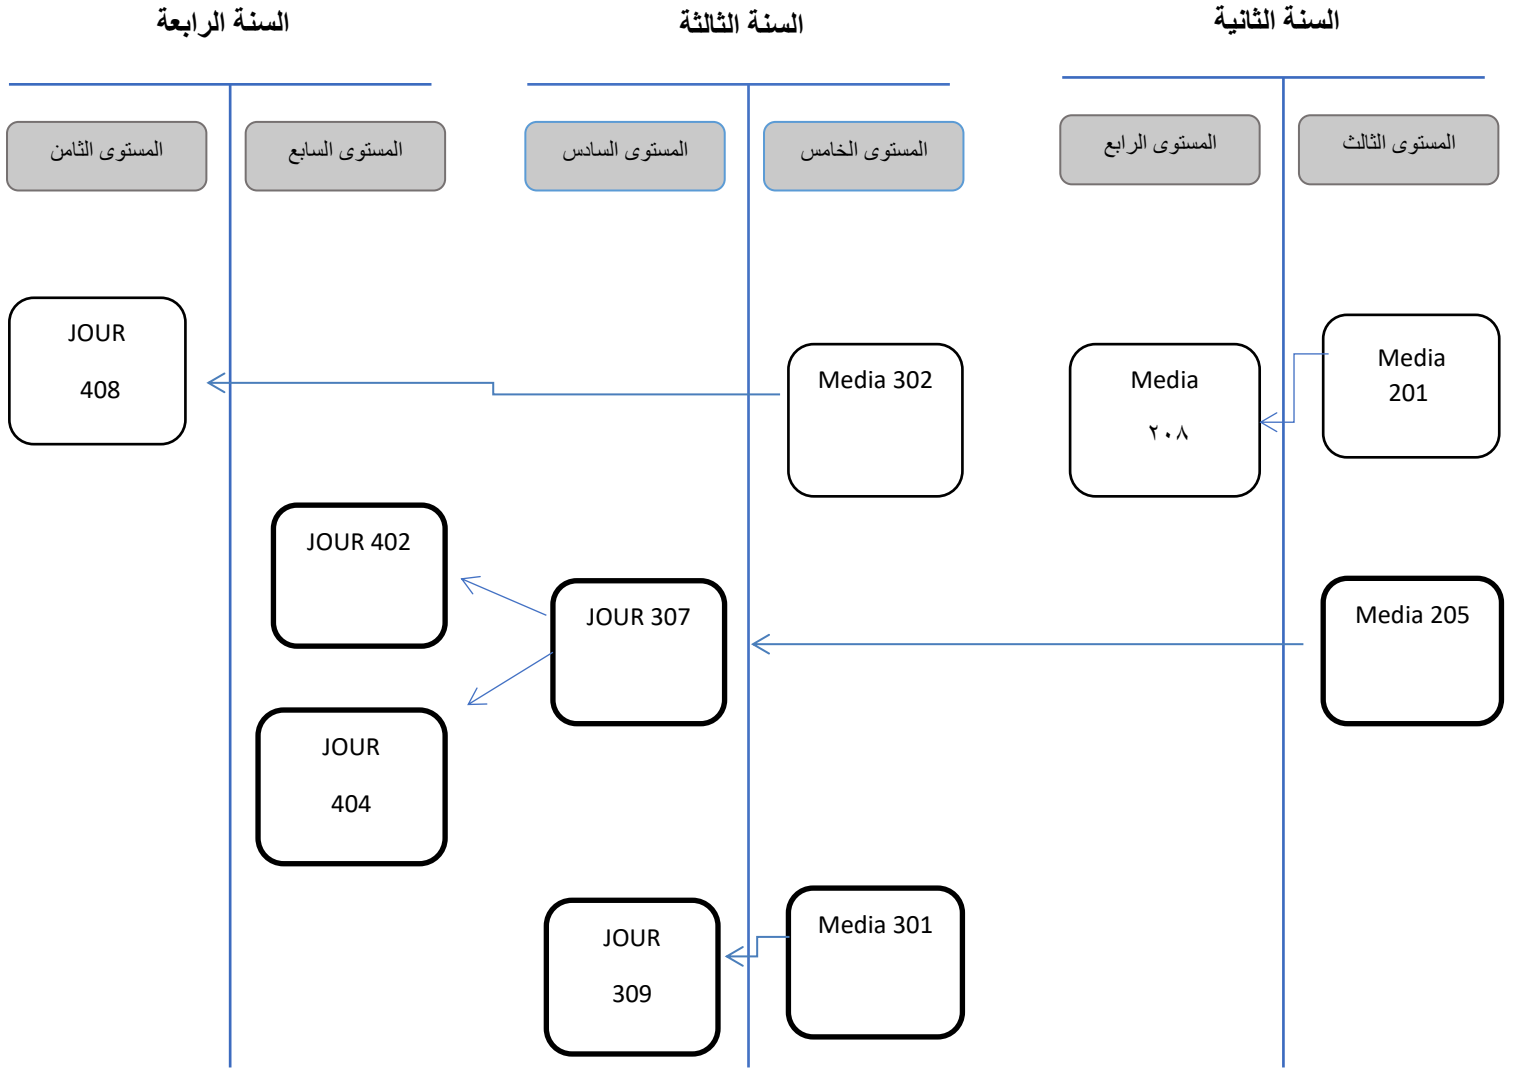 السنة الثانية
السنة الثالثة
السنة الرابعة
المستوى الثالث
المستوى الرابع
المستوى الخامس
المستوى السادس
المستوى السابع
المستوى الثامن
Media
201
Media
٢٠٨
Media 302
JOUR
408
JOUR 402
Media 205
JOUR 307
JOUR
404
Media 301
JOUR
309